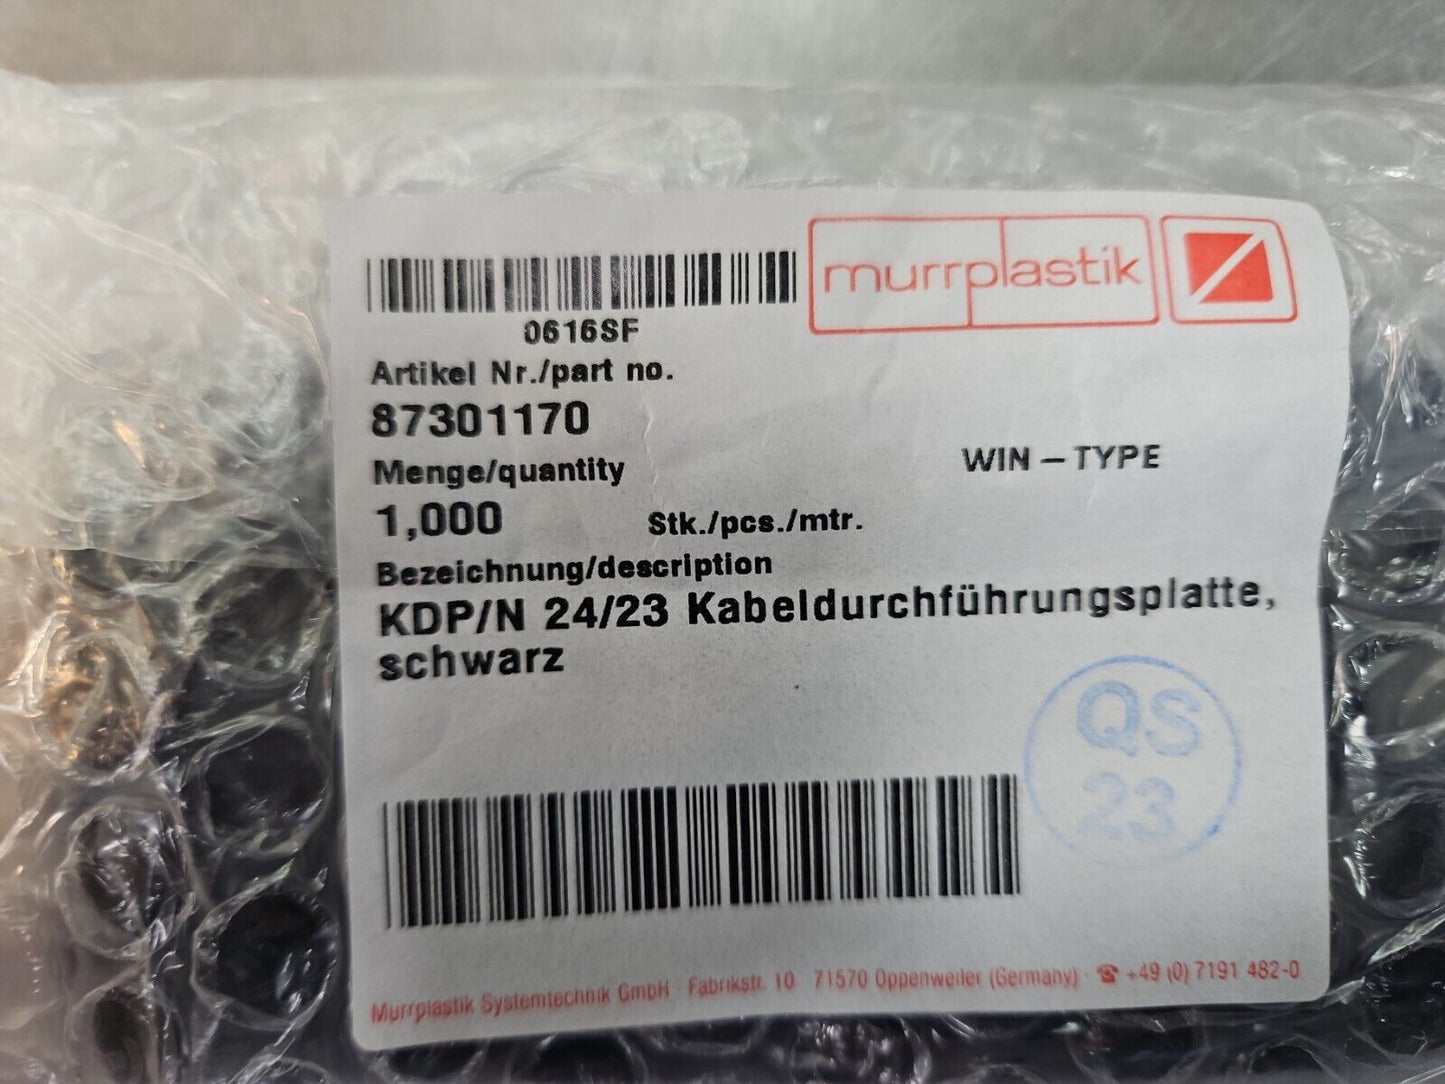 murrplastik
0616SF
Artikel Nr./part no.
87301170
Menge/quantity
WIN - TYPE
1,000 Stk./pcs./mtr.
Bezeichnung/description
KDP/N 24/23 Kabeldurchführungsplatte,
schwarz
QS
23
Murrplastik Systemtechnik GmbH · Fabrikstr. 10 · 71570 Oppenweiler (Germany) · ☎ +49 (0) 7191 482-0